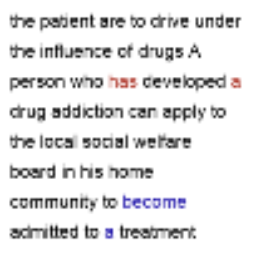 the patient are to drive under
the influence of drugs A
person who has developed a
drug addiction can apply to
the local social welfare
board in his home
community to become
admitted to a treatment